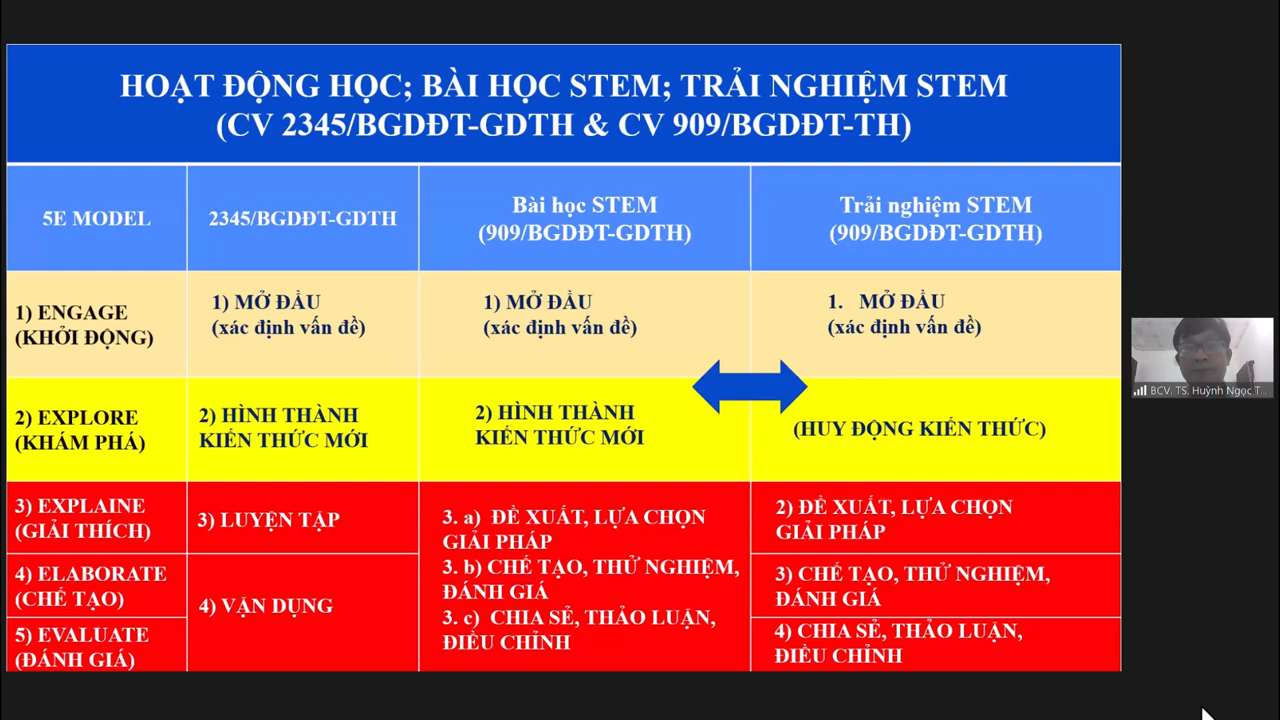 HOẠT ĐỘNG HỌC; BÀI HỌC STEM; TRẢI NGHIỆM STEM
(CV 2345/BGDĐT-GDTH & CV 909/BGDĐT-TH)
5E MODEL
2345/BGDĐT-GDTH
Bài học STEM
(909/BGDĐT-GDTH)
Trải nghiệm STEM
(909/BGDĐT-GDTH)
1) ENGAGE
(KHỞI ĐỘNG)
1) MỞ ĐẦU
(xác định vấn đề)
1) MỞ ĐẦU
(xác định vấn đề)
1. MỞ ĐẦU
(xác định vấn đề)
2) EXPLORE
(KHÁM PHÁ)
2) HÌNH THÀNH
KIẾN THỨC MỚI
2) HÌNH THÀNH
KIẾN THỨC MỚI
(HUY ĐỘNG KIẾN THỨC)
3) EXPLAINE
(GIẢI THÍCH)
3) LUYỆN TẬP
3. a) ĐỀ XUẤT, LỰA CHỌN
GIẢI PHÁP
3. b) CHẾ TẠO, THỬ NGHIỆM,
ĐÁNH GIÁ
3. c) CHIA SẺ, THẢO LUẬN,
ĐIỀU CHỈNH
2) ĐỀ XUẤT, LỰA CHỌN
GIẢI PHÁP
4) ELABORATE
(CHẾ TẠO)
4) VẬN DỤNG
3) CHẾ TẠO, THỬ NGHIỆM,
ĐÁNH GIÁ
5) EVALUATE
(ĐÁNH GIÁ)
4) CHIA SẺ, THẢO LUẬN,
ĐIỀU CHỈNH
BCV. TS. Huỳnh Ngọc T...